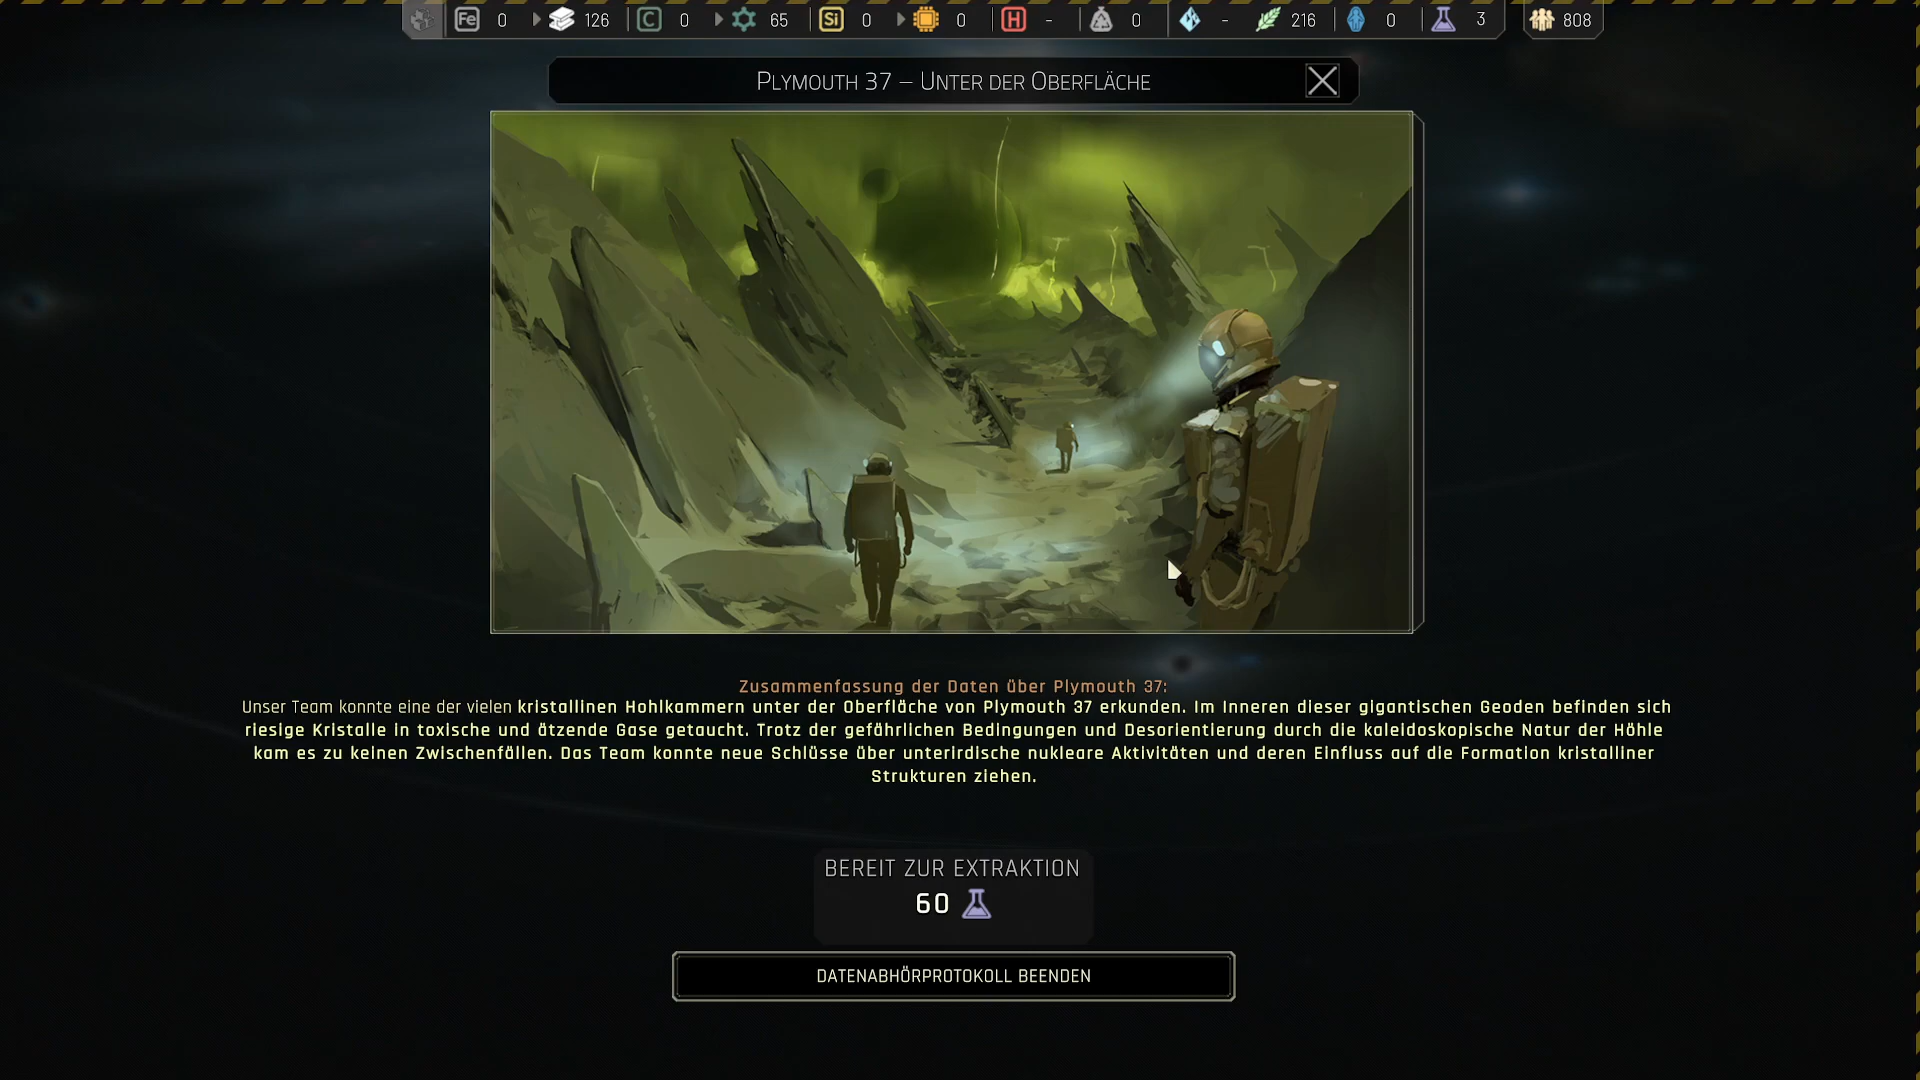 Fe 0 126 C 0 65 Si 0 0 H - 0 - 216 0 3 808
Plymouth 37 – Unter der Oberfläche
Zusammenfassung der Daten über Plymouth 37:
Unser Team konnte eine der vielen kristallinen Hohlkammern unter der Oberfläche von Plymouth 37 erkunden. Im Inneren dieser gigantischen Geoden befinden sich
riesige Kristalle in toxische und ätzende Gase getaucht. Trotz der gefährlichen Bedingungen und Desorientierung durch die kaleidoskopische Natur der Höhle
kam es zu keinen Zwischenfällen. Das Team konnte neue Schlüsse über unterirdische nukleare Aktivitäten und deren Einfluss auf die Formation kristalliner
Strukturen ziehen.
BEREIT ZUR EXTRAKTION
60
DATENABHÖRPROTOKOLL BEENDEN